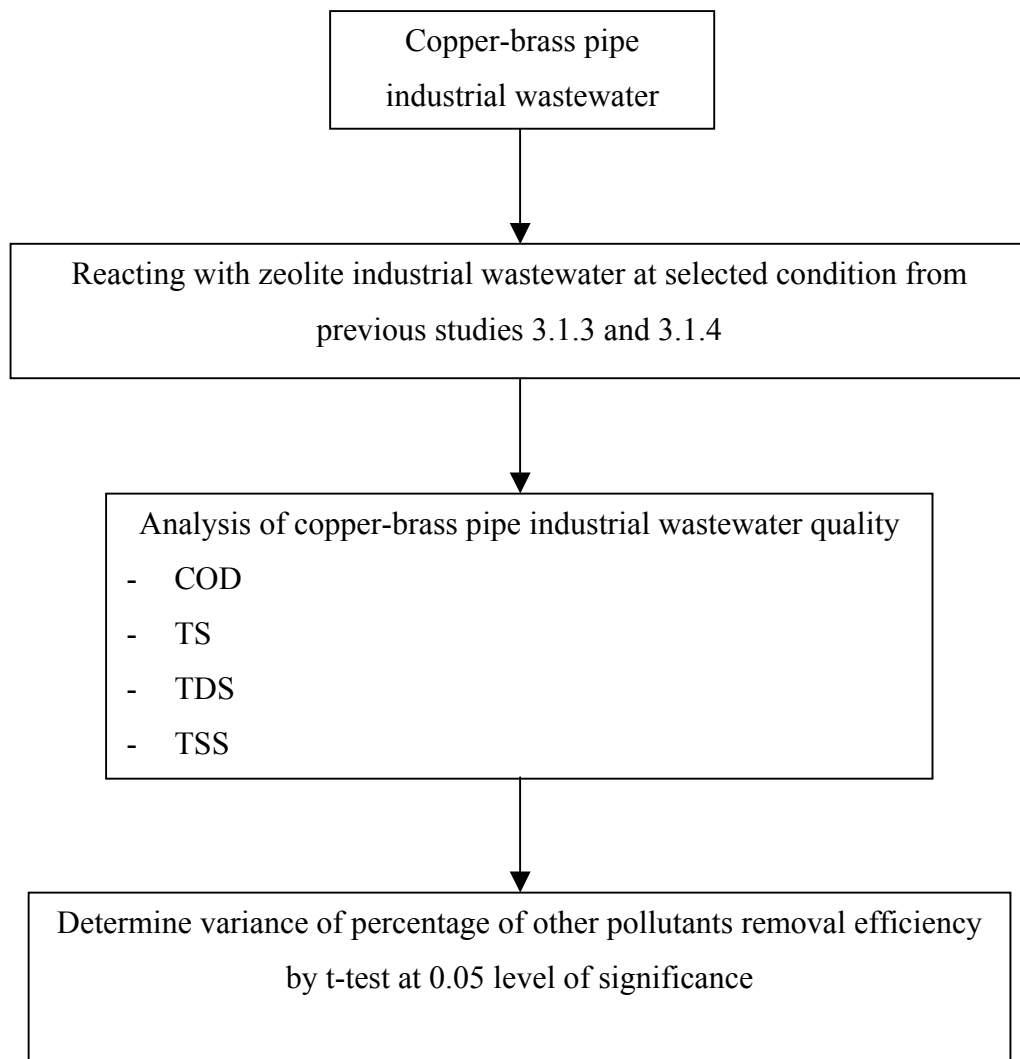 Copper-brass pipe
industrial wastewater
Reacting with zeolite industrial wastewater at selected condition from
previous studies 3.1.3 and 3.1.4
Analysis of copper-brass pipe industrial wastewater quality
- COD
- TS
- TDS
- TSS
Determine variance of percentage of other pollutants removal efficiency
by t-test at 0.05 level of significance